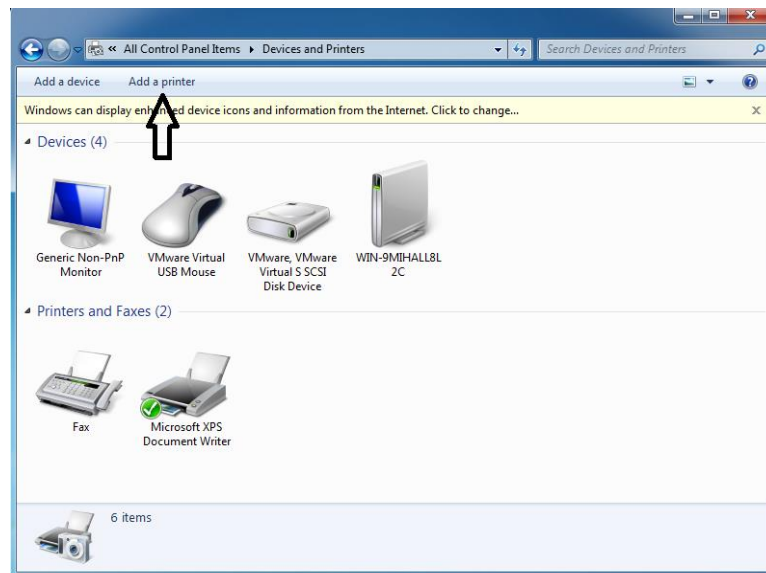 « All Control Panel Items ▸ Devices and Printers
Search Devices and Printers
Add a device Add a printer
Windows can display enhanced device icons and information from the Internet. Click to change...
Devices (4)
Generic Non-PnP
Monitor
VMware Virtual
USB Mouse
VMware, VMware
Virtual S SCSI
Disk Device
WIN-9MIHALL8L
2C
Printers and Faxes (2)
Fax
Microsoft XPS
Document Writer
6 items